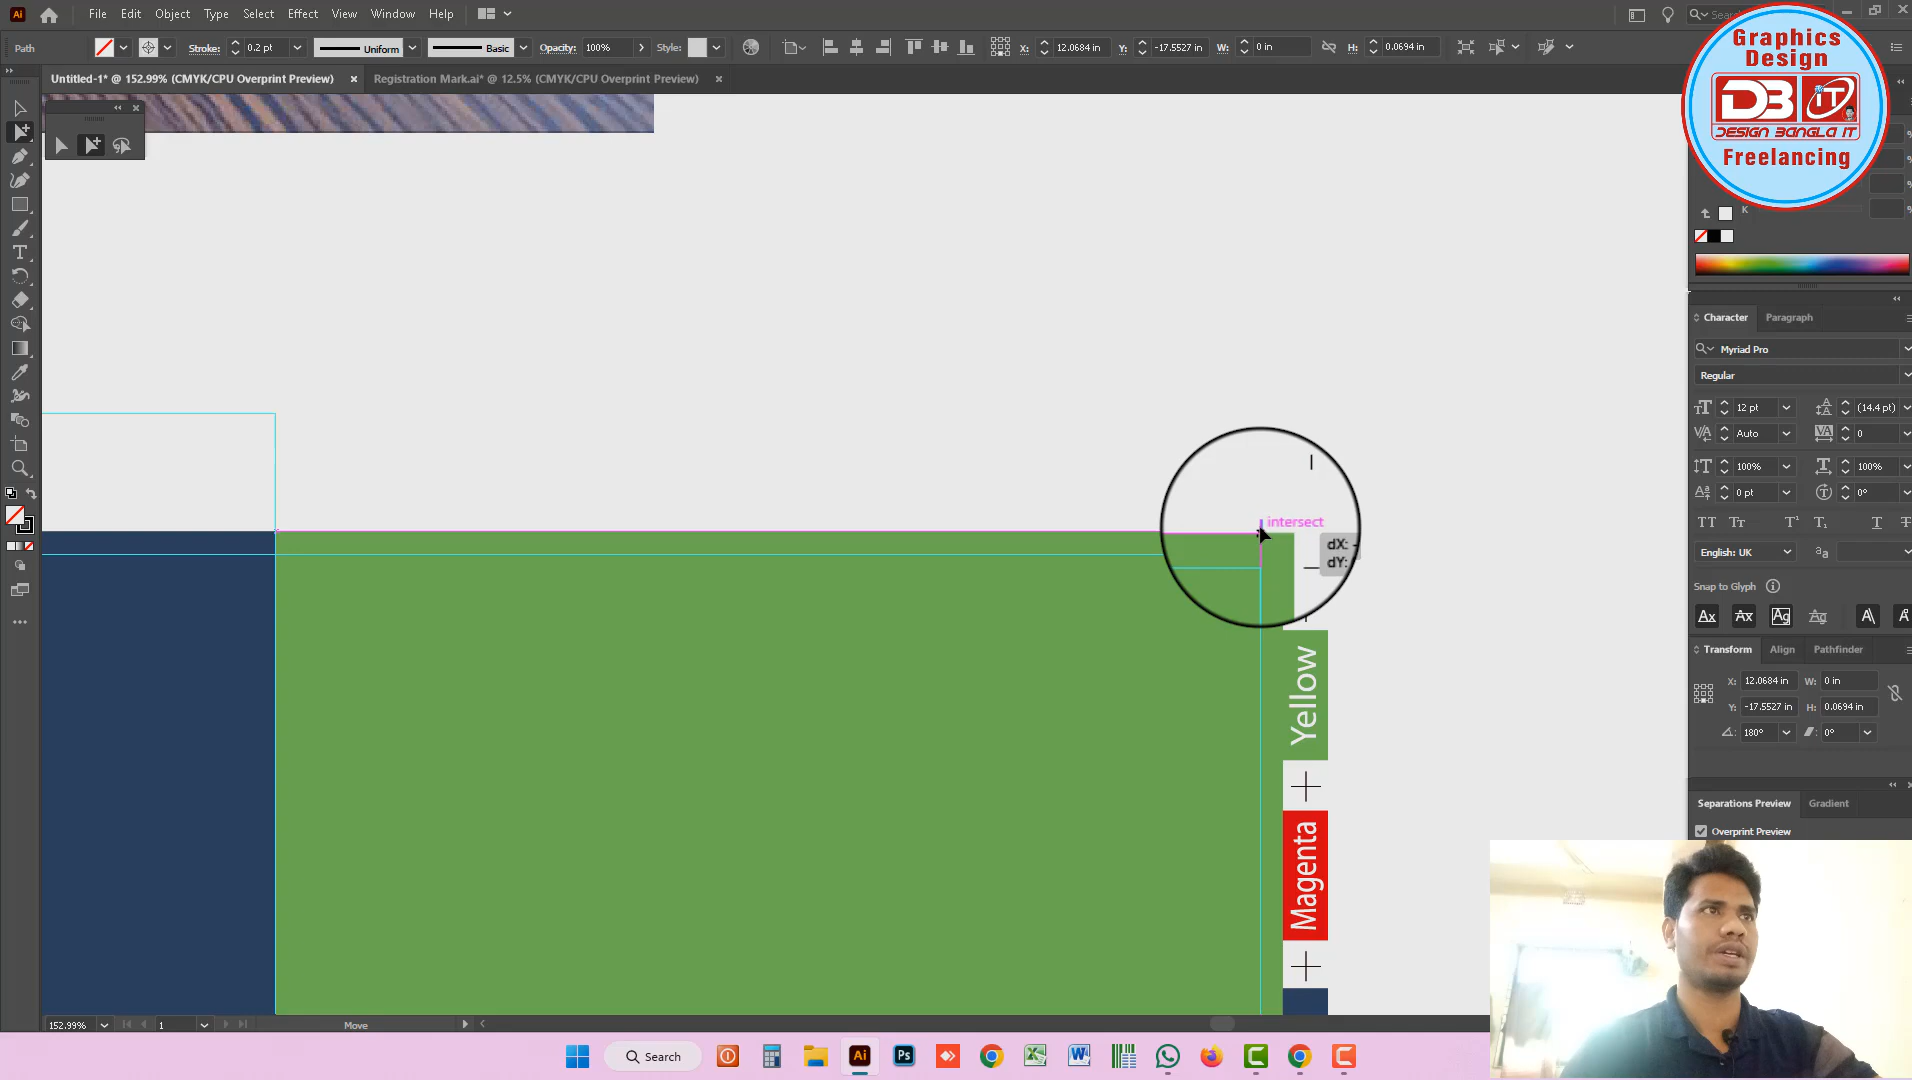 File Edit Object Type Select Effect View Window Help
Path Stroke: 0.2 pt Uniform Basic Opacity: 100% Style: X: 12.0684 in Y: -17.5527 in W: 0 in H: 0.0694 in
Untitled-1* @ 152.99% (CMYK/CPU Overprint Preview) Registration Mark.ai* @ 12.5% (CMYK/CPU Overprint Preview)
Graphics
Design
DB IT
DESIGN BANGLA IT
Freelancing
K
Character Paragraph
Myriad Pro
Regular
12 pt (14.4 pt)
Auto 0
100% 100%
0 pt 0°
English: UK
Snap to Glyph
Transform Align Pathfinder
X: 12.0684 in W: 0 in
Y: -17.5527 in H: 0.0694 in
180° 0°
Separations Preview Gradient
Overprint Preview
intersect
dX: -
dY:
Yellow
Magenta
152.99% 1 Move
Search